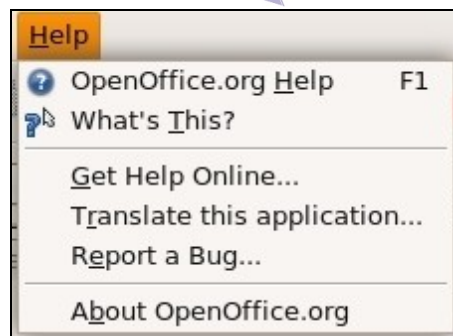 Help
OpenOffice.org Help F1
What's This?
Get Help Online...
Translate this application...
Report a Bug...
About OpenOffice.org